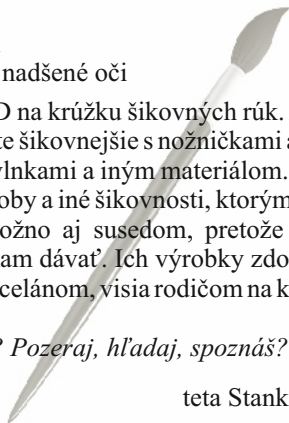 nadšené oči
D na krúžku šikovných rúk.
te šikovnejšie s nožničkami a
vlnkami a iným materiálom.
oby a iné šikovnosti, ktorým
ožno aj susedom, pretože
am dávať. Ich výrobky zdo
celánom, visia rodičom na k
? Pozeraj, hľadaj, spoznáš?
teta Stank